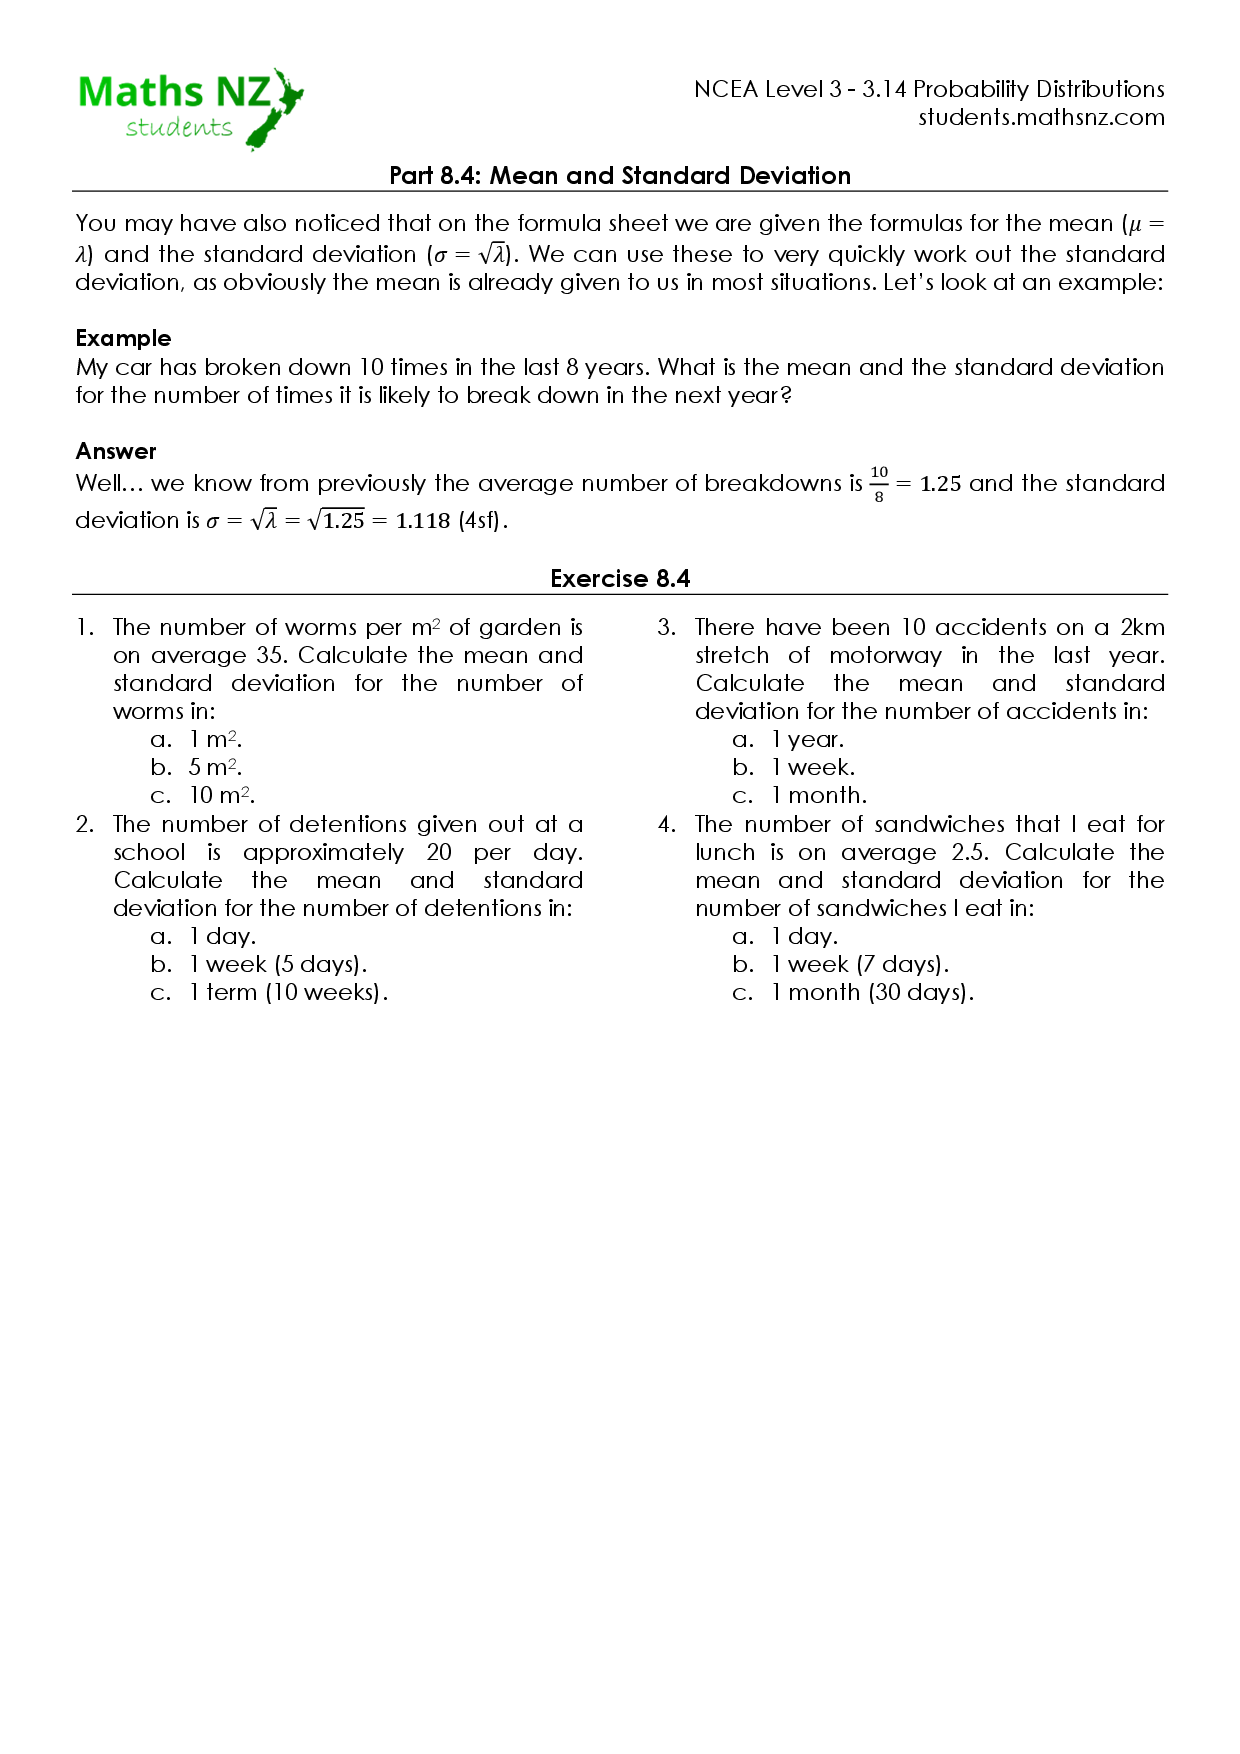 Maths NZ
students
NCEA Level 3 - 3.14 Probability Distributions
students.mathsnz.com
Part 8.4: Mean and Standard Deviation
You may have also noticed that on the formula sheet we are given the formulas for the mean (μ =
λ) and the standard deviation (σ = √λ). We can use these to very quickly work out the standard
deviation, as obviously the mean is already given to us in most situations. Let’s look at an example:
Example
My car has broken down 10 times in the last 8 years. What is the mean and the standard deviation
for the number of times it is likely to break down in the next year?
Answer
Well… we know from previously the average number of breakdowns is 10/8 = 1.25 and the standard
deviation is σ = √λ = √1.25 = 1.118 (4sf).
Exercise 8.4
1. The number of worms per m² of garden is
on average 35. Calculate the mean and
standard deviation for the number of
worms in:
a. 1 m².
b. 5 m².
c. 10 m².
2. The number of detentions given out at a
school is approximately 20 per day.
Calculate the mean and standard
deviation for the number of detentions in:
a. 1 day.
b. 1 week (5 days).
c. 1 term (10 weeks).
3. There have been 10 accidents on a 2km
stretch of motorway in the last year.
Calculate the mean and standard
deviation for the number of accidents in:
a. 1 year.
b. 1 week.
c. 1 month.
4. The number of sandwiches that I eat for
lunch is on average 2.5. Calculate the
mean and standard deviation for the
number of sandwiches I eat in:
a. 1 day.
b. 1 week (7 days).
c. 1 month (30 days).